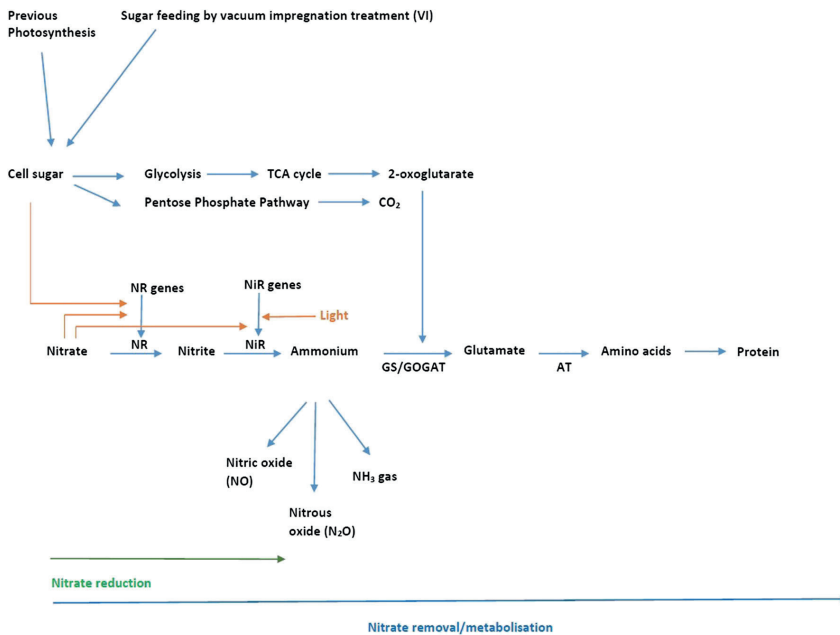 Previous
Photosynthesis
Sugar feeding by vacuum impregnation treatment (VI)
Cell sugar
Glycolysis
TCA cycle
2-oxoglutarate
Pentose Phosphate Pathway
CO₂
NR genes
NiR genes
Light
Nitrate
NR
Nitrite
NiR
Ammonium
GS/GOGAT
Glutamate
AT
Amino acids
Protein
Nitric oxide
(NO)
NH₃ gas
Nitrous
oxide (N₂O)
Nitrate reduction
Nitrate removal/metabolisation